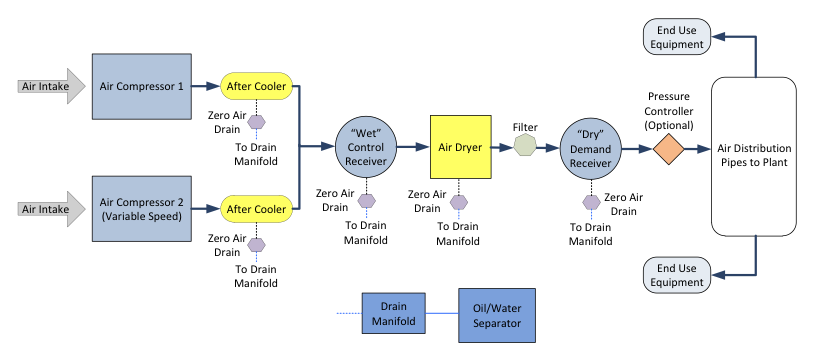 End Use
Equipment
Air Intake
Air Compressor 1
After Cooler
Zero Air
Drain
To Drain
Manifold
Air Intake
Air Compressor 2
(Variable Speed)
After Cooler
Zero Air
Drain
To Drain
Manifold
"Wet"
Control
Receiver
Zero Air
Drain
To Drain
Manifold
Air Dryer
Zero Air
Drain
To Drain
Manifold
Filter
"Dry"
Demand
Receiver
Zero Air
Drain
To Drain
Manifold
Pressure
Controller
(Optional)
Air Distribution
Pipes to Plant
End Use
Equipment
Drain
Manifold
Oil/Water
Separator